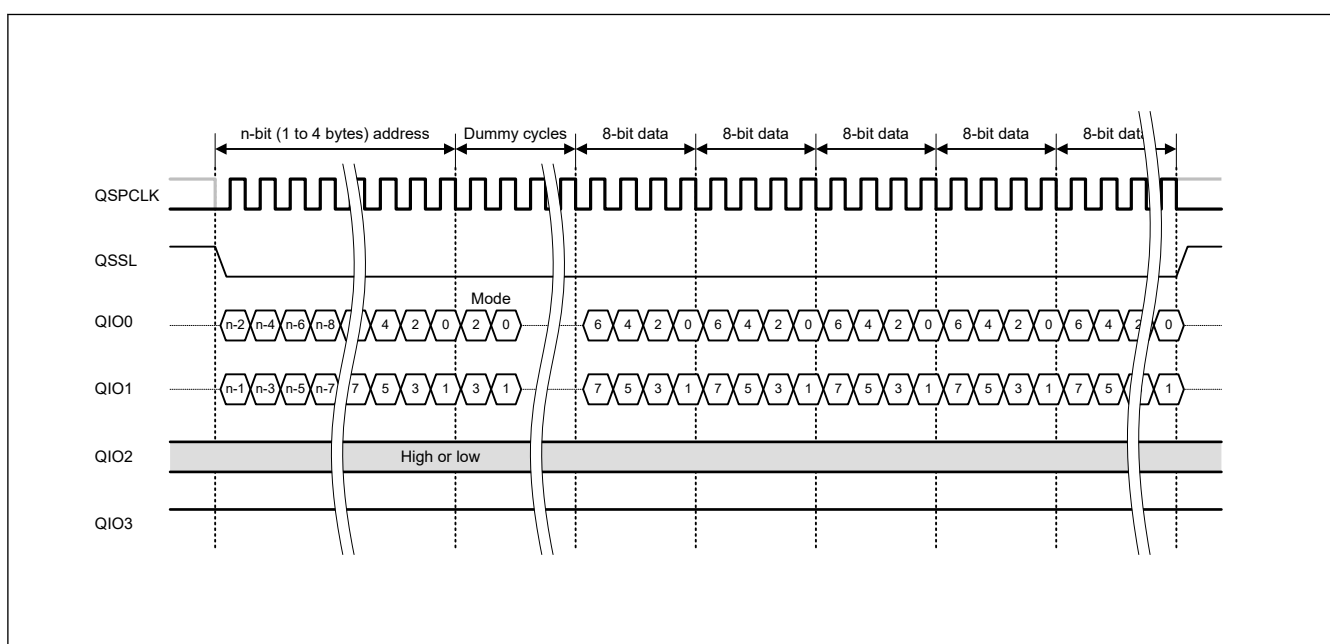 n-bit (1 to 4 bytes) address Dummy cycles 8-bit data 8-bit data 8-bit data 8-bit data 8-bit data
QSPCLK
QSSL
Mode
QIO0 n-2 n-4 n-6 n-8 4 2 0 2 0 6 4 2 0 6 4 2 0 6 4 2 0 6 4 2 0 6 4 2 0
QIO1 n-1 n-3 n-5 n-7 7 5 3 1 3 1 7 5 3 1 7 5 3 1 7 5 3 1 7 5 3 1 7 5 1
QIO2 High or low
QIO3